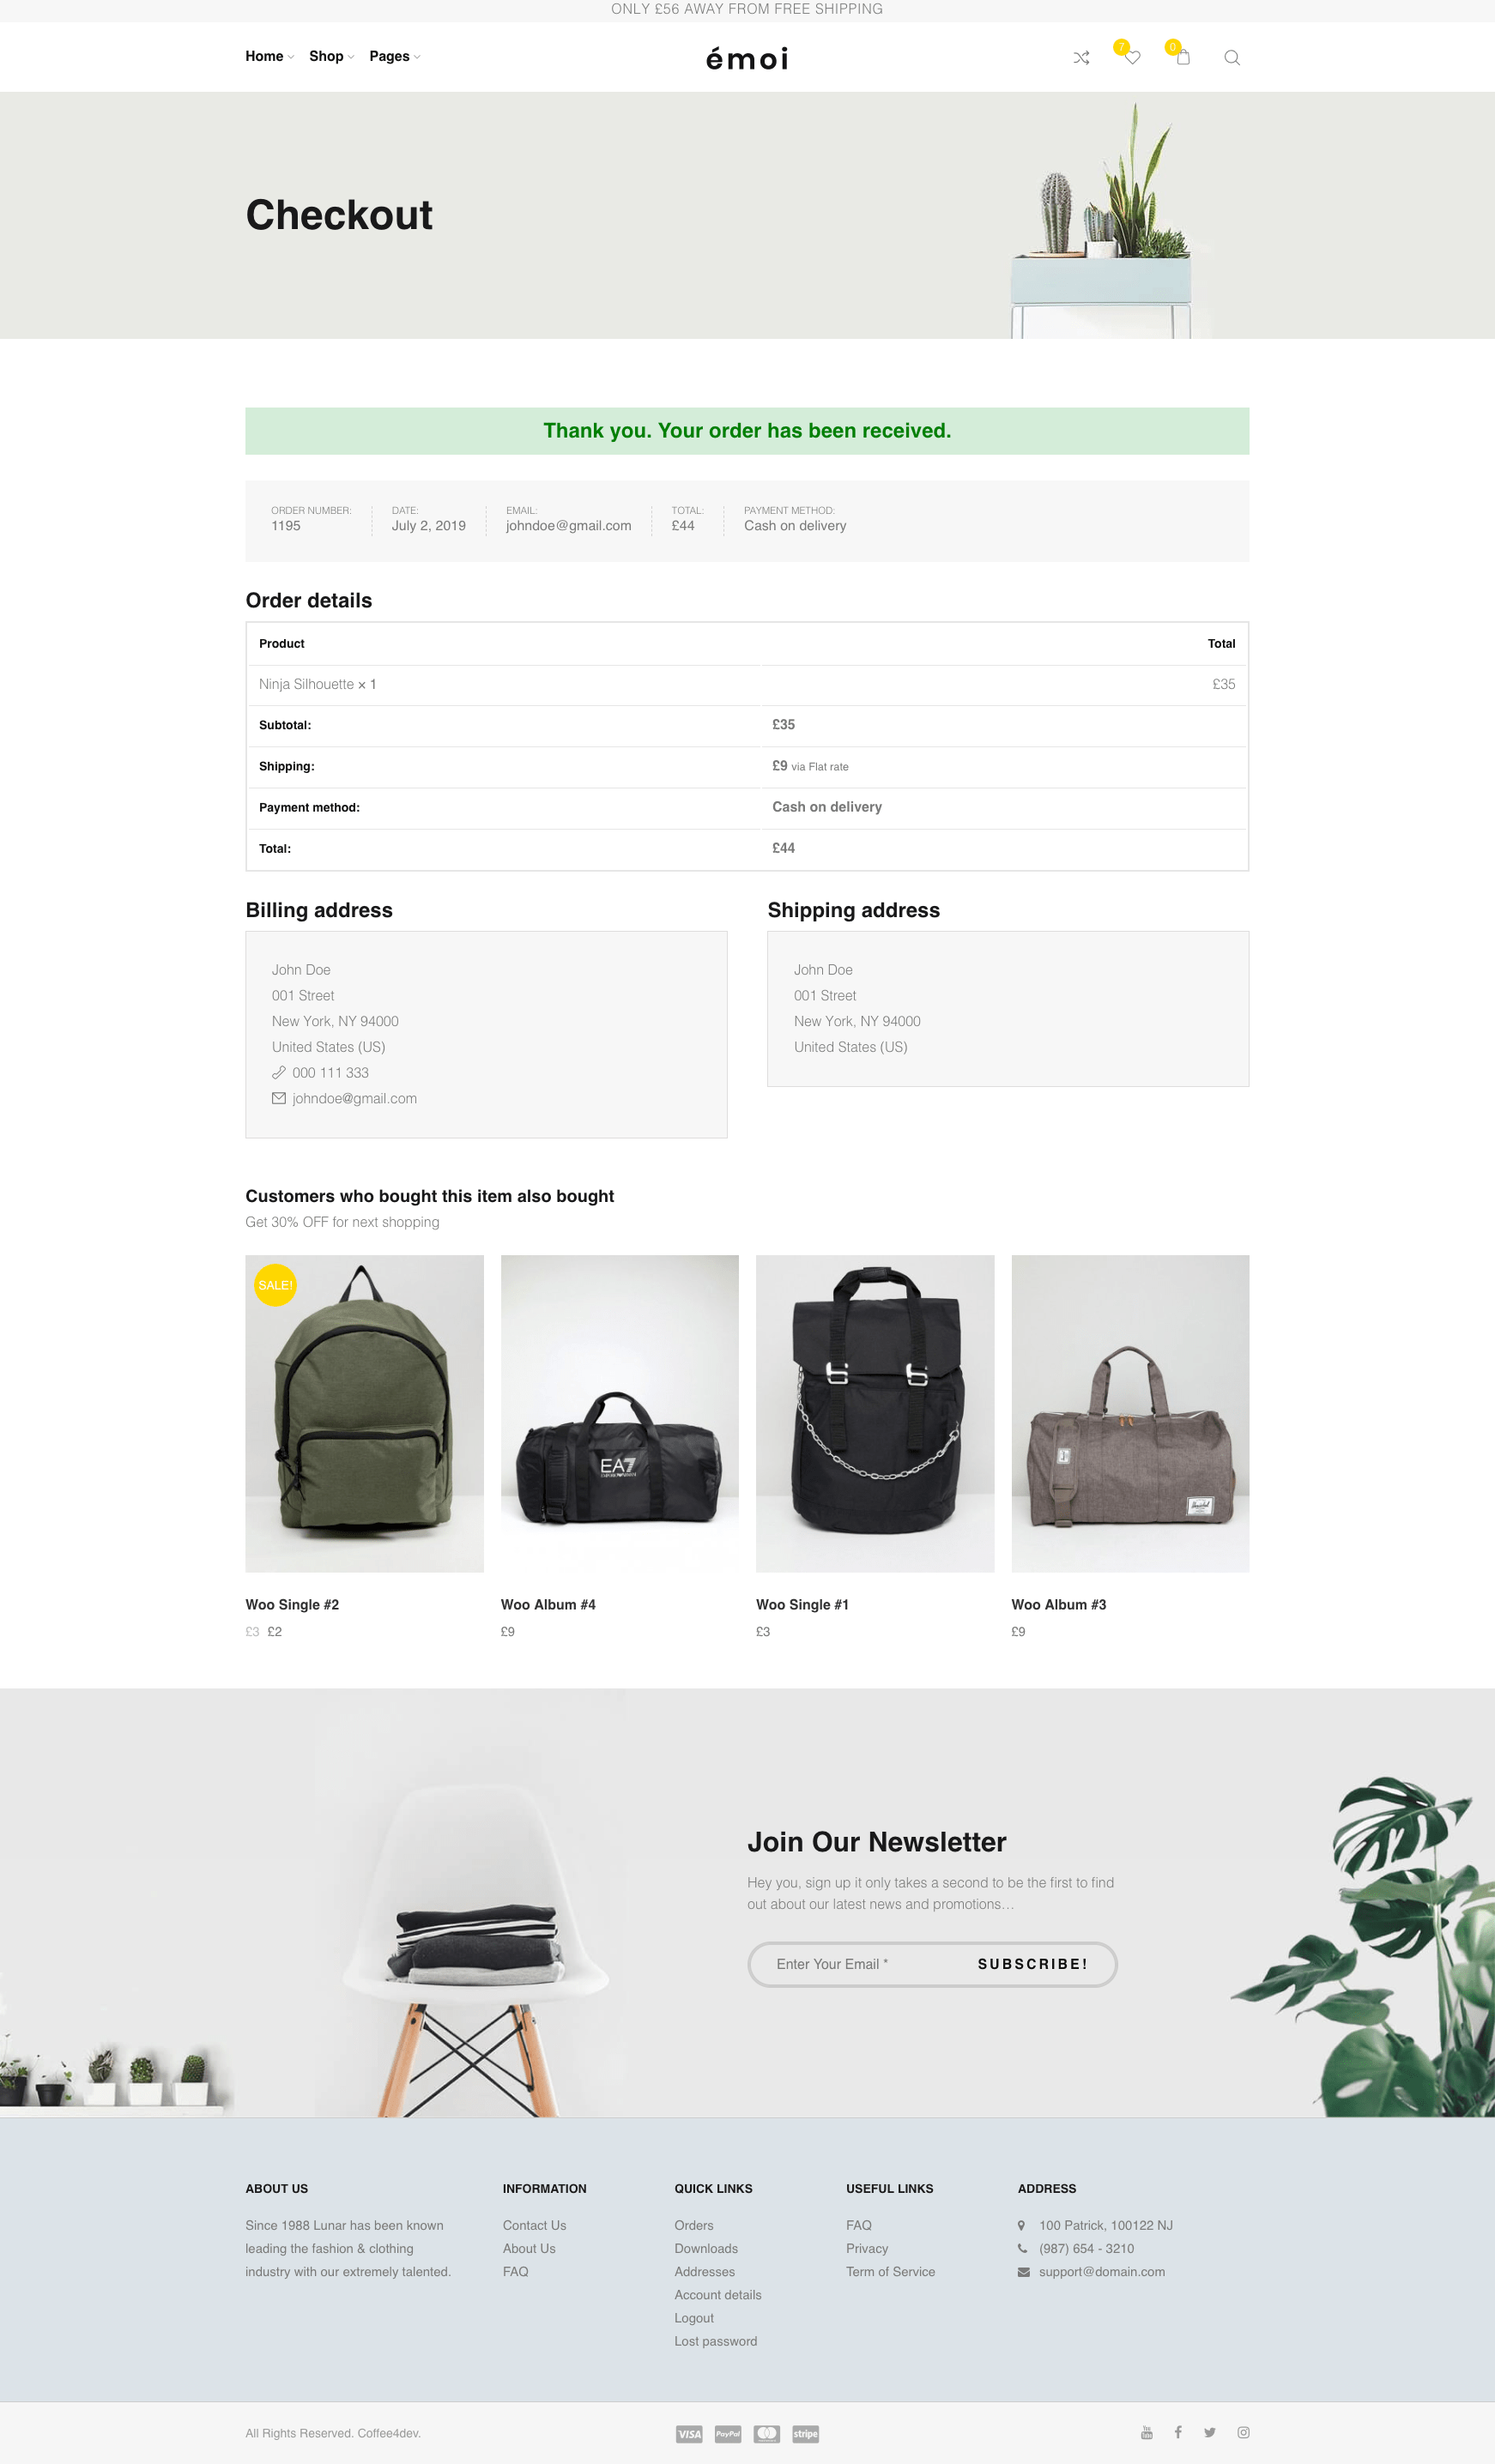 ONLY £56 AWAY FROM FREE SHIPPING
Home Shop Pages
émoi
7
0
Checkout
Thank you. Your order has been received.
ORDER NUMBER: DATE: EMAIL: TOTAL: PAYMENT METHOD:
1195 July 2, 2019 johndoe@gmail.com £44 Cash on delivery
Order details
Product Total
Ninja Silhouette × 1 £35
Subtotal: £35
Shipping: £9 via Flat rate
Payment method: Cash on delivery
Total: £44
Billing address
John Doe
001 Street
New York, NY 94000
United States (US)
000 111 333
johndoe@gmail.com
Shipping address
John Doe
001 Street
New York, NY 94000
United States (US)
Customers who bought this item also bought
Get 30% OFF for next shopping
SALE!
EA7
EMPORIO ARMANI
Herschel
Woo Single #2
£3 £2
Woo Album #4
£9
Woo Single #1
£3
Woo Album #3
£9
Join Our Newsletter
Hey you, sign up it only takes a second to be the first to find
out about our latest news and promotions...
Enter Your Email * SUBSCRIBE!
ABOUT US
Since 1988 Lunar has been known
leading the fashion & clothing
industry with our extremely talented.
INFORMATION
Contact Us
About Us
FAQ
QUICK LINKS
Orders
Downloads
Addresses
Account details
Logout
Lost password
USEFUL LINKS
FAQ
Privacy
Term of Service
ADDRESS
100 Patrick, 100122 NJ
(987) 654 - 3210
support@domain.com
All Rights Reserved. Coffee4dev.
VISA PayPal stripe